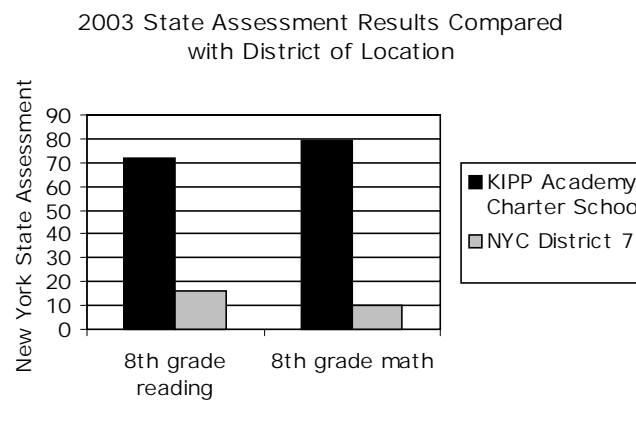 2003 State Assessment Results Compared
with District of Location
New York State Assessment
90
80
70
60
50
40
30
20
10
0
8th grade
reading
8th grade math
KIPP Academy
Charter Schoo
NYC District 7